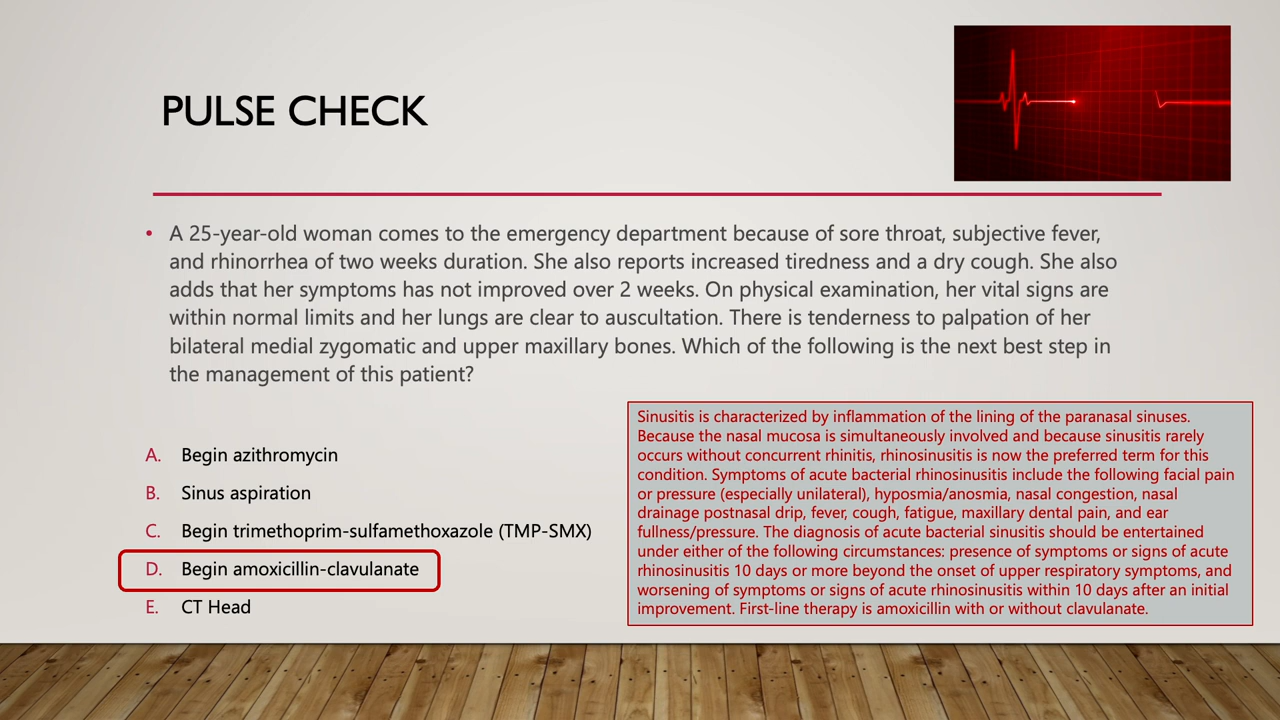 PULSE CHECK
• A 25-year-old woman comes to the emergency department because of sore throat, subjective fever,
and rhinorrhea of two weeks duration. She also reports increased tiredness and a dry cough. She also
adds that her symptoms has not improved over 2 weeks. On physical examination, her vital signs are
within normal limits and her lungs are clear to auscultation. There is tenderness to palpation of her
bilateral medial zygomatic and upper maxillary bones. Which of the following is the next best step in
the management of this patient?
A. Begin azithromycin
B. Sinus aspiration
C. Begin trimethoprim-sulfamethoxazole (TMP-SMX)
D. Begin amoxicillin-clavulanate
E. CT Head
Sinusitis is characterized by inflammation of the lining of the paranasal sinuses.
Because the nasal mucosa is simultaneously involved and because sinusitis rarely
occurs without concurrent rhinitis, rhinosinusitis is now the preferred term for this
condition. Symptoms of acute bacterial rhinosinusitis include the following facial pain
or pressure (especially unilateral), hyposmia/anosmia, nasal congestion, nasal
drainage postnasal drip, fever, cough, fatigue, maxillary dental pain, and ear
fullness/pressure. The diagnosis of acute bacterial sinusitis should be entertained
under either of the following circumstances: presence of symptoms or signs of acute
rhinosinusitis 10 days or more beyond the onset of upper respiratory symptoms, and
worsening of symptoms or signs of acute rhinosinusitis within 10 days after an initial
improvement. First-line therapy is amoxicillin with or without clavulanate.